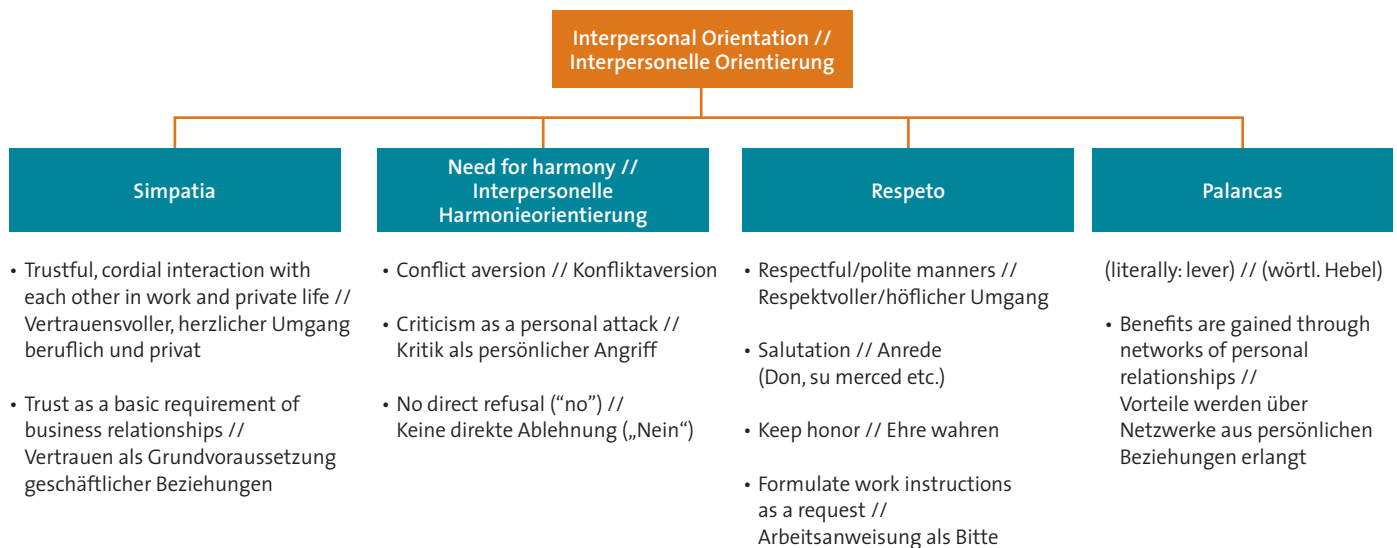 Interpersonal Orientation //
Interpersonelle Orientierung
Simpatia
• Trustful, cordial interaction with
each other in work and private life //
Vertrauensvoller, herzlicher Umgang
beruflich und privat
• Trust as a basic requirement of
business relationships //
Vertrauen als Grundvoraussetzung
geschäftlicher Beziehungen
Need for harmony //
Interpersonelle
Harmonieorientierung
• Conflict aversion // Konfliktaversion
• Criticism as a personal attack //
Kritik als persönlicher Angriff
• No direct refusal (“no”) //
Keine direkte Ablehnung („Nein“)
Respeto
• Respectful/polite manners //
Respektvoller/höflicher Umgang
• Salutation // Anrede
(Don, su merced etc.)
• Keep honor // Ehre wahren
• Formulate work instructions
as a request //
Arbeitsanweisung als Bitte
Palancas
(literally: lever) // (wörtl. Hebel)
• Benefits are gained through
networks of personal
relationships //
Vorteile werden über
Netzwerke aus persönlichen
Beziehungen erlangt